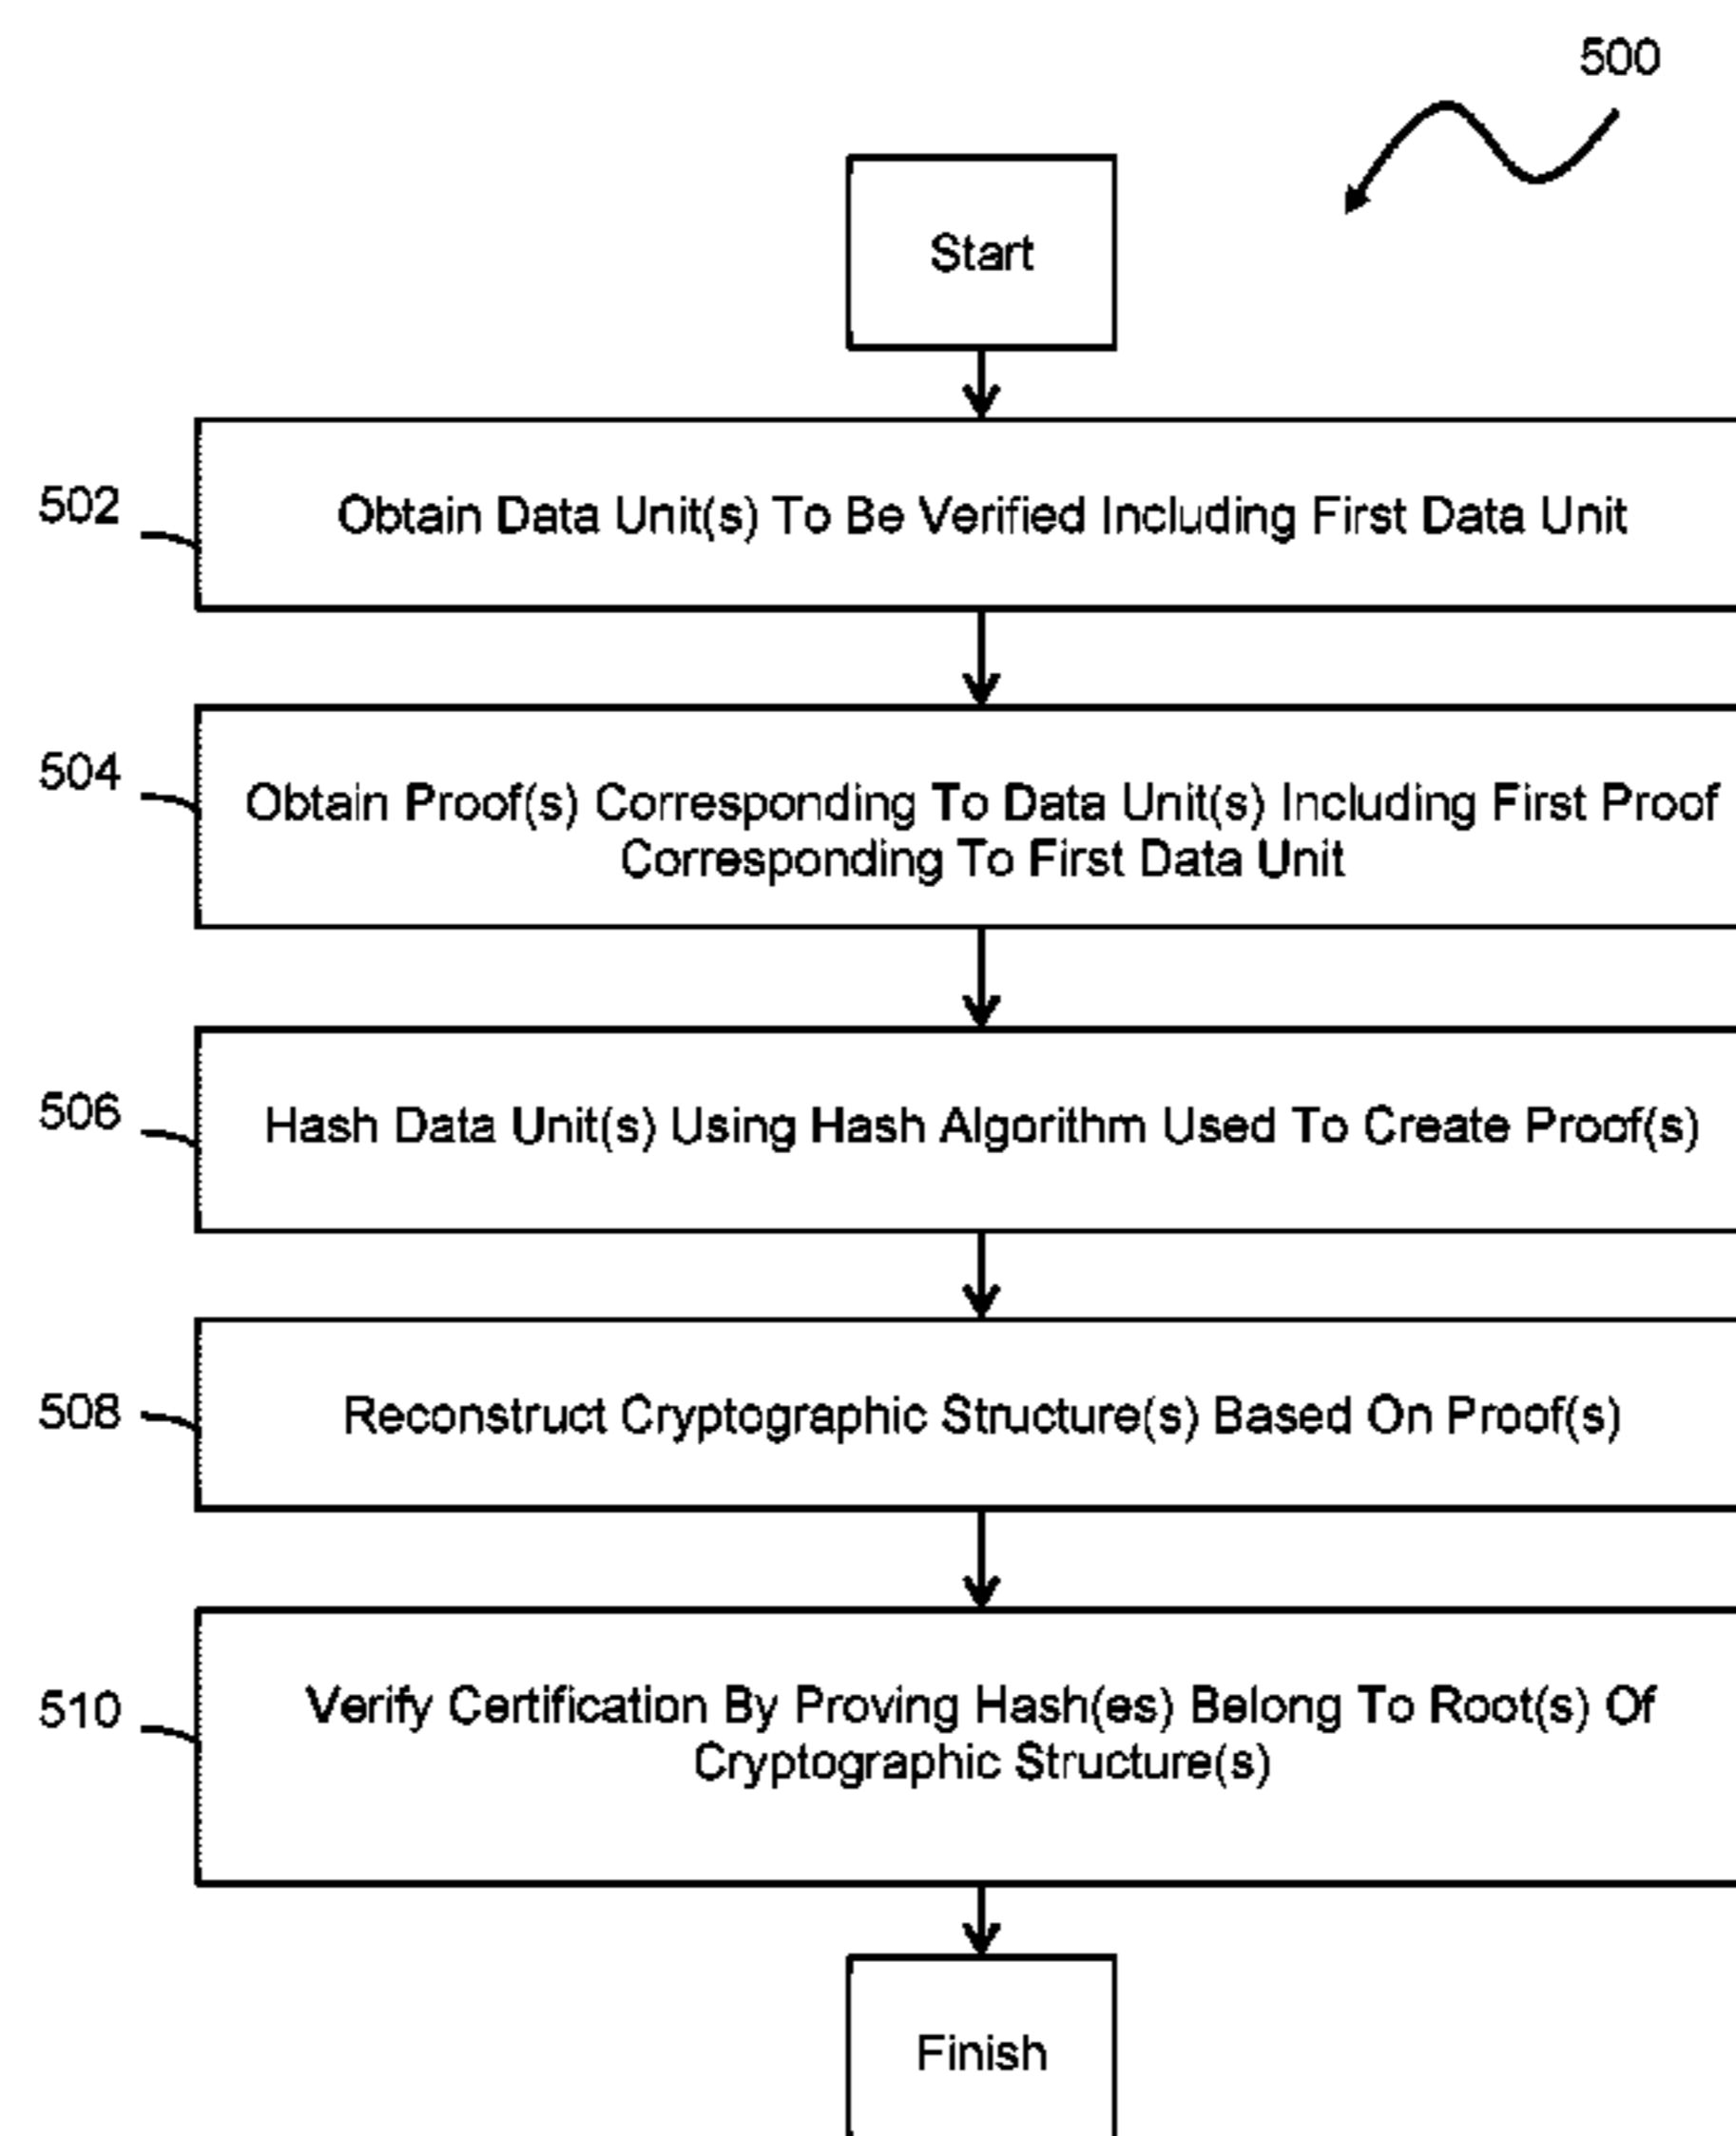 500
Start
502
Obtain Data Unit(s) To Be Verified Including First Data Unit
504
Obtain Proof(s) Corresponding To Data Unit(s) Including First Proof
Corresponding To First Data Unit
506
Hash Data Unit(s) Using Hash Algorithm Used To Create Proof(s)
508
Reconstruct Cryptographic Structure(s) Based On Proof(s)
510
Verify Certification By Proving Hash(es) Belong To Root(s) Of
Cryptographic Structure(s)
Finish